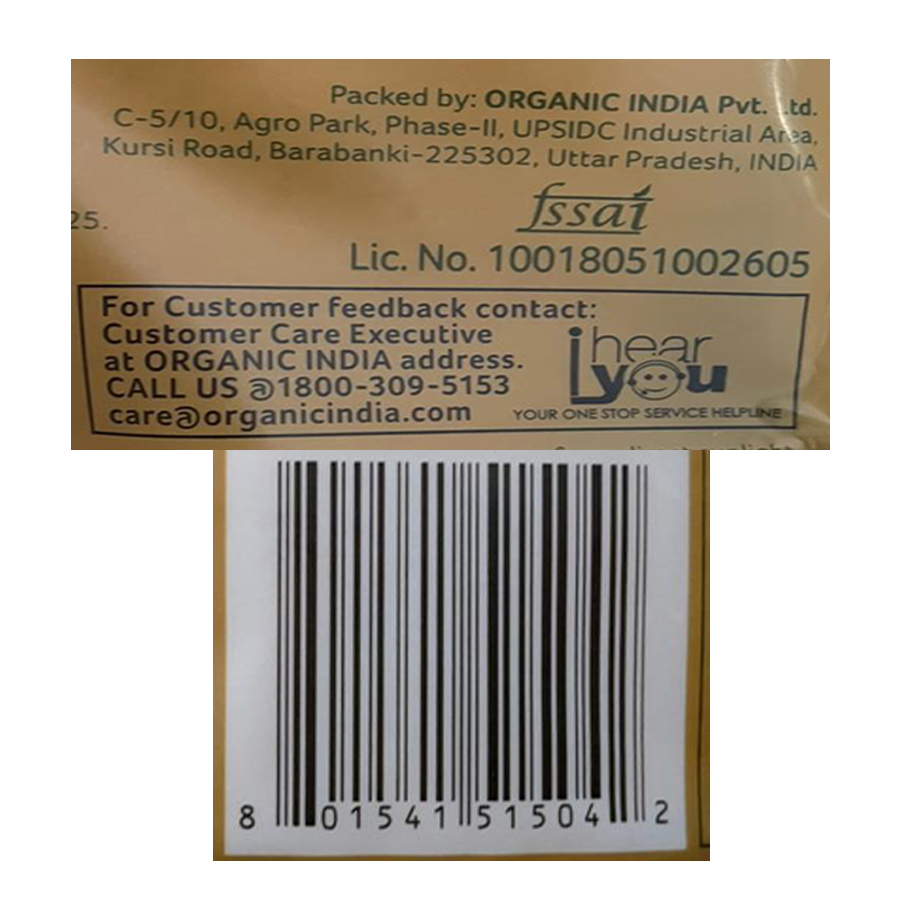 Packed by: ORGANIC INDIA Pvt. Ltd.
C-5/10, Agro Park, Phase-II, UPSIDC Industrial Area,
Kursi Road, Barabanki-225302, Uttar Pradesh, INDIA
fssai
25.
Lic. No. 10018051002605
For Customer feedback contact:
Customer Care Executive
at ORGANIC INDIA address.
CALL US @1800-309-5153
care@organicindia.com
i hear
you
YOUR ONE STOP SERVICE HELPLINE
8 01541 51504 2